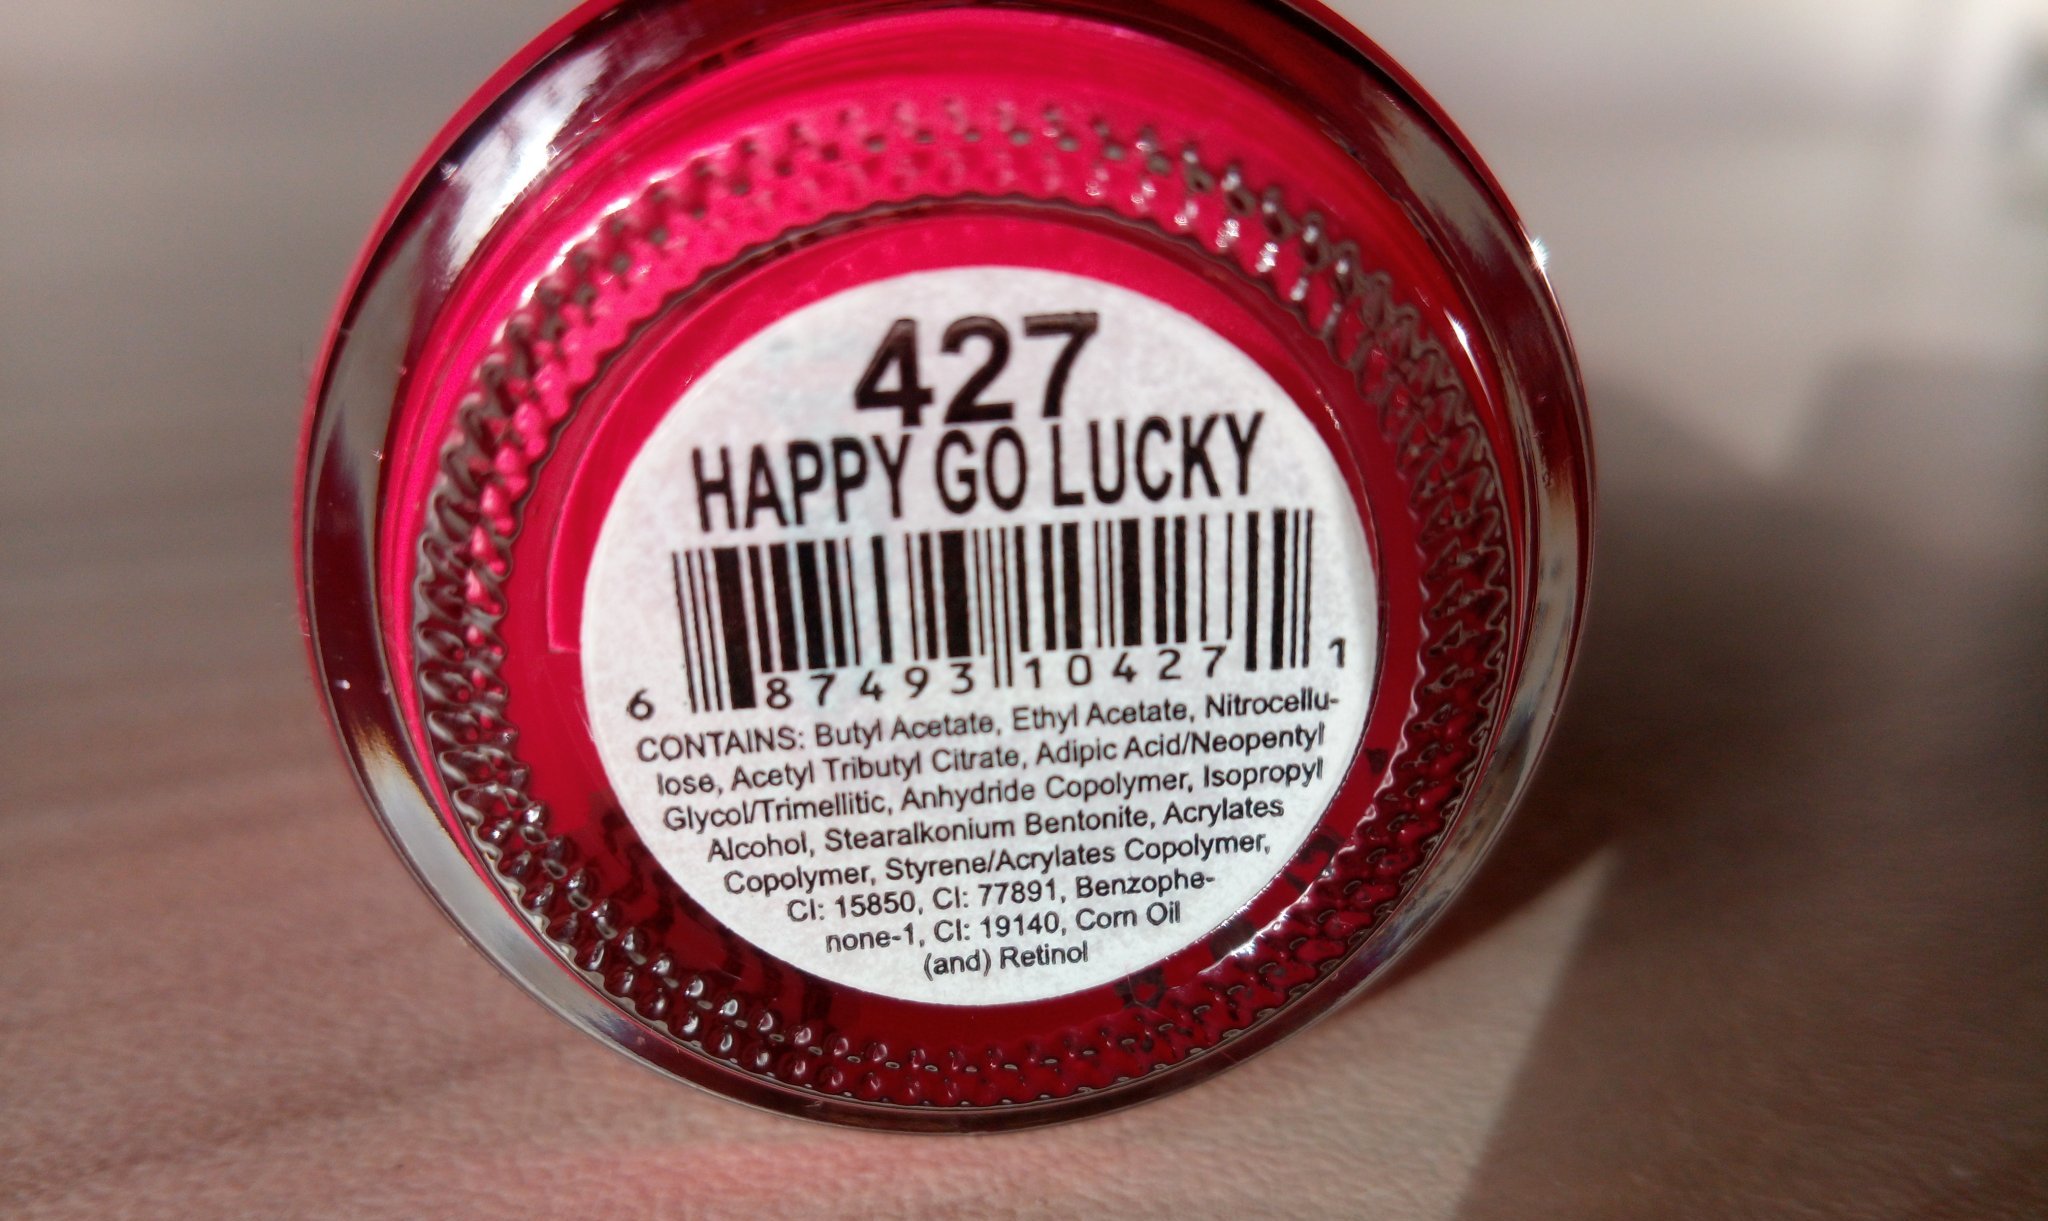 427
HAPPY GO LUCKY
6 87493 10427 1
CONTAINS: Butyl Acetate, Ethyl Acetate, Nitrocellu-
lose, Acetyl Tributyl Citrate, Adipic Acid/Neopentyl
Glycol/Trimellitic, Anhydride Copolymer, Isopropyl
Alcohol, Stearalkonium Bentonite, Acrylates
Copolymer, Styrene/Acrylates Copolymer,
CI: 15850, CI: 77891, Benzophe-
none-1, CI: 19140, Corn Oil
(and) Retinol